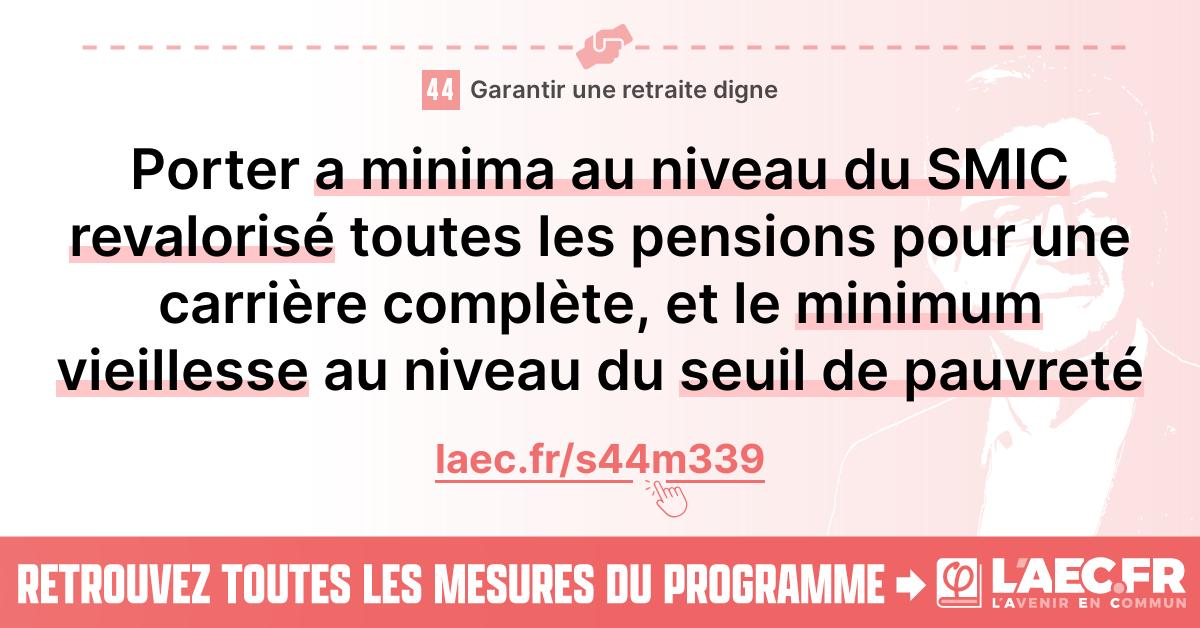 44 Garantir une retraite digne
Porter a minima au niveau du SMIC
revalorisé toutes les pensions pour une
carrière complète, et le minimum
vieillesse au niveau du seuil de pauvreté
laec.fr/s44m339
RETROUVEZ TOUTES LES MESURES DU PROGRAMME
φ L'AEC.FR
L'AVENIR EN COMMUN